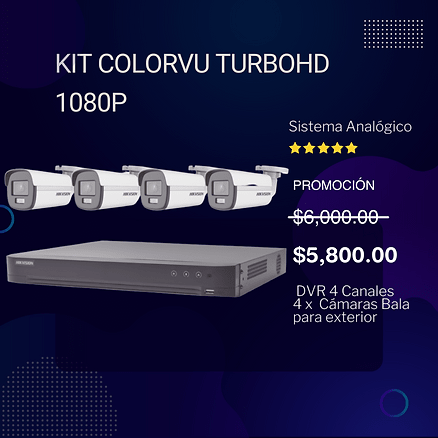 KIT COLORVU TURBOHD
1080P
Sistema Analógico
PROMOCIÓN
$6,000.00
$5,800.00
DVR 4 Canales
4 x Cámaras Bala
para exterior
HIKVISION